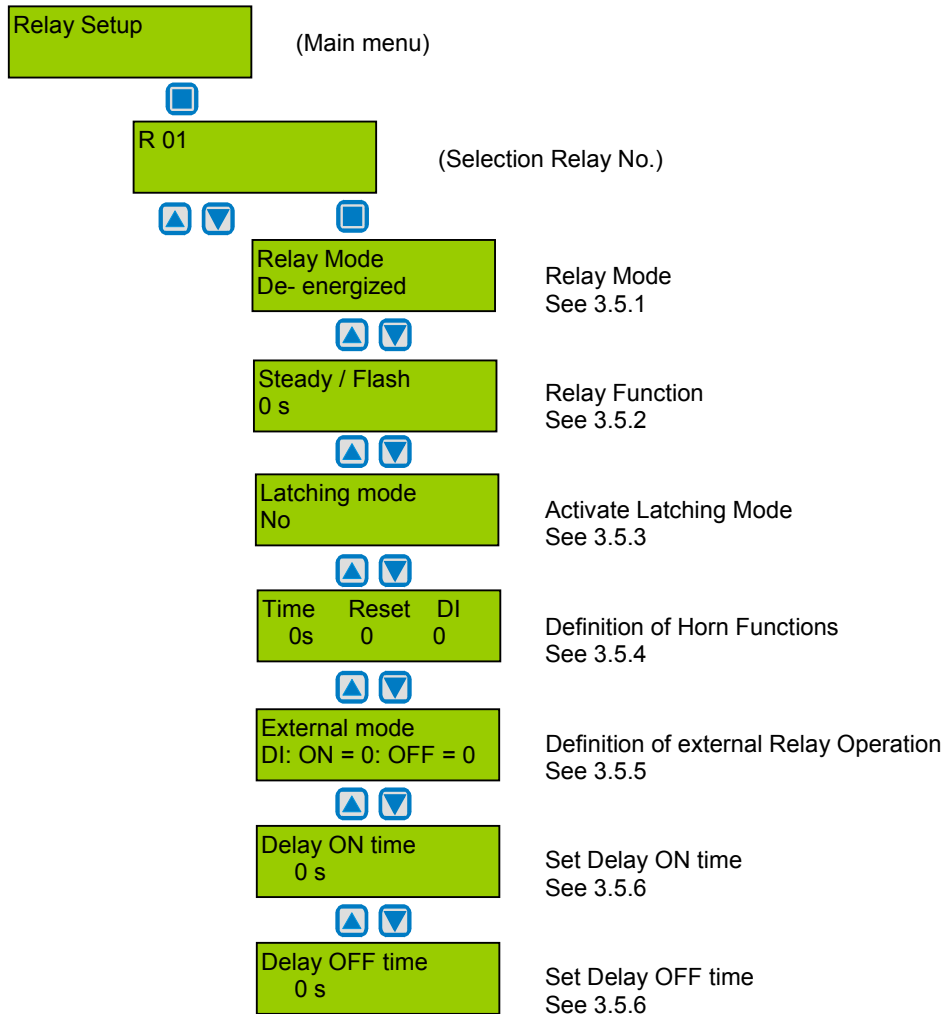 Relay Setup
(Main menu)
R 01
(Selection Relay No.)
Relay Mode
De- energized
Relay Mode
See 3.5.1
Steady / Flash
0 s
Relay Function
See 3.5.2
Latching mode
No
Activate Latching Mode
See 3.5.3
Time Reset DI
0s 0 0
Definition of Horn Functions
See 3.5.4
External mode
DI: ON = 0: OFF = 0
Definition of external Relay Operation
See 3.5.5
Delay ON time
0 s
Set Delay ON time
See 3.5.6
Delay OFF time
0 s
Set Delay OFF time
See 3.5.6